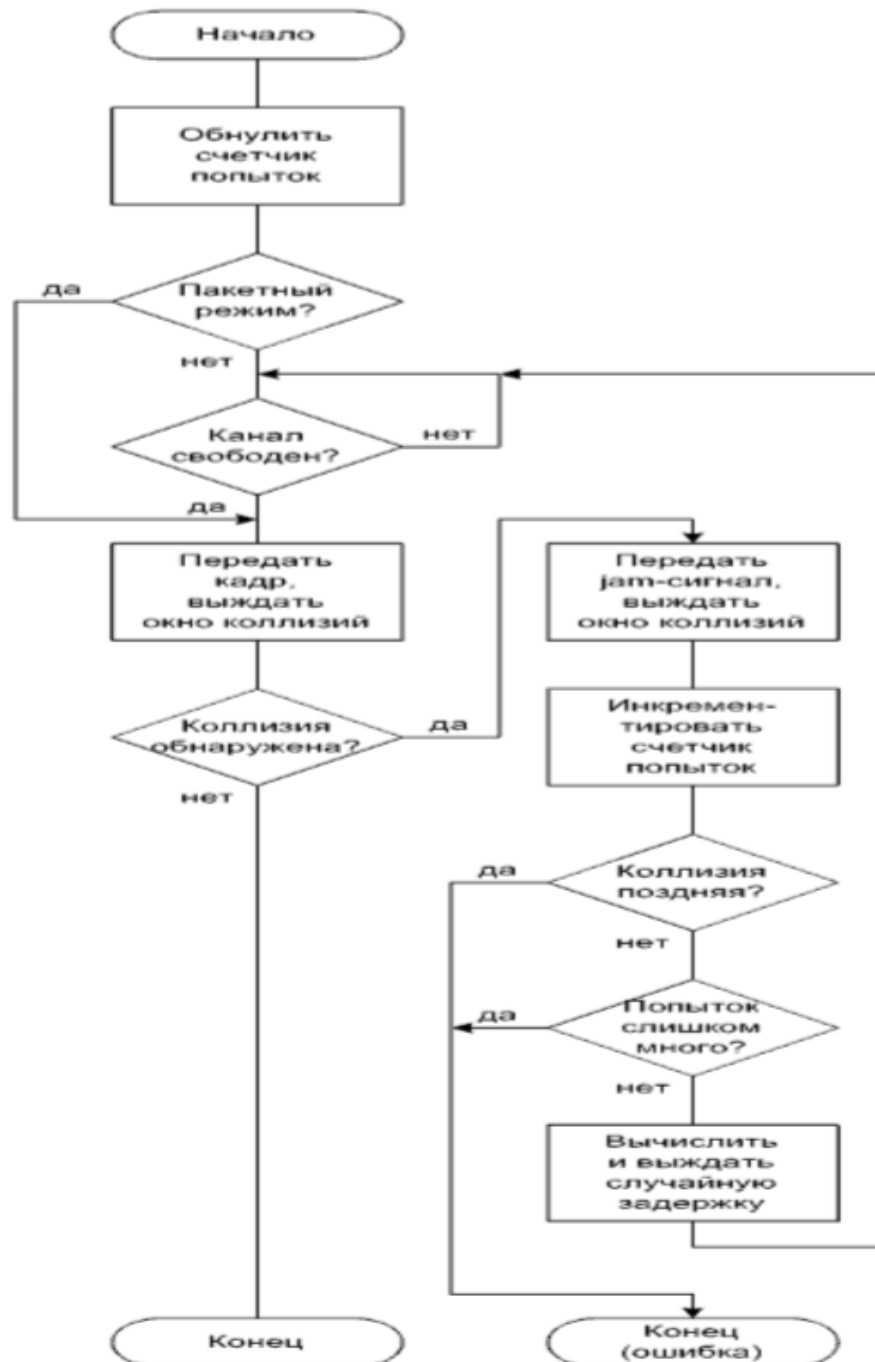 Начало
Обнулить
счетчик
попыток
да
Пакетный
режим?
нет
Канал
свободен?
нет
да
Передать
кадр,
выждать
окно коллизий
Коллизия
обнаружена?
да
нет
Передать
jam-сигнал,
выждать
окно коллизий
Инкремен-
тировать
счетчик
попыток
да
Коллизия
поздняя?
нет
да
Попыток
слишком
много?
нет
Вычислить
и выждать
случайную
задержку
Конец
Конец
(ошибка)